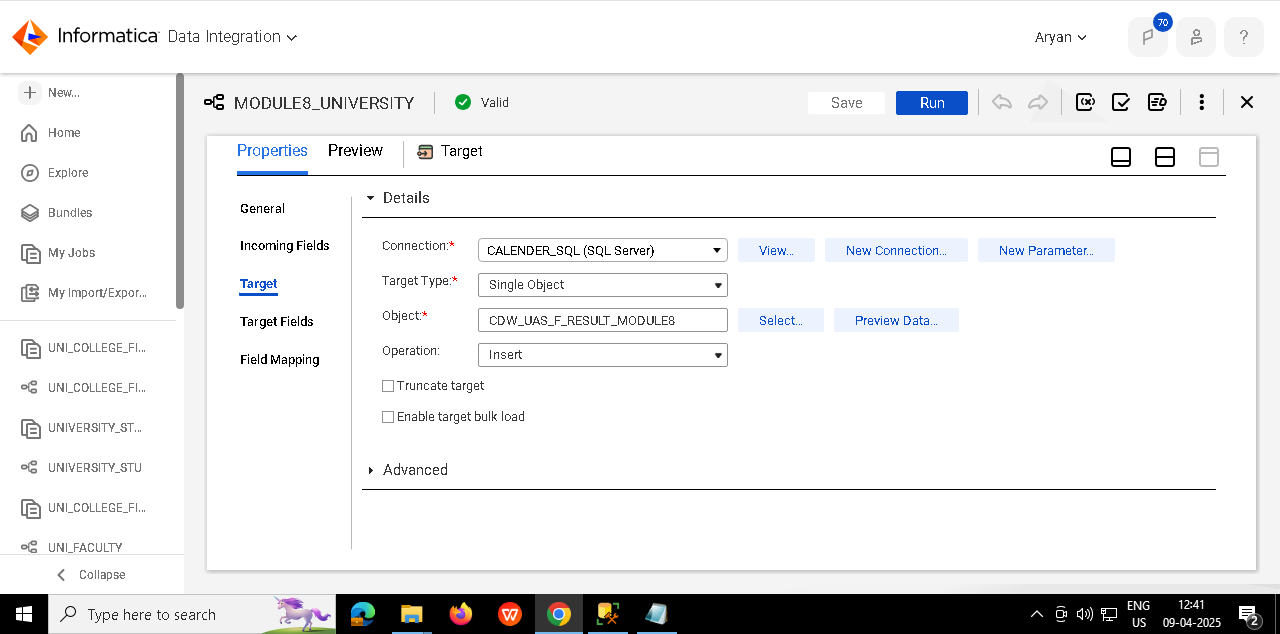 Informatica Data Integration
Aryan
70
?
New...
Home
Explore
Bundles
My Jobs
My Import/Expor...
UNI_COLLEGE_FI...
UNI_COLLEGE_FI...
UNIVERSITY_ST...
UNIVERSITY_STU
UNI_COLLEGE_FI...
UNI_FACULTY
Collapse
MODULE8_UNIVERSITY
Valid
Save
Run
Properties
Preview
Target
General
Incoming Fields
Target
Target Fields
Field Mapping
Details
Connection:* CALENDER_SQL (SQL Server) View... New Connection... New Parameter...
Target Type:* Single Object
Object:* CDW_UAS_F_RESULT_MODULE8 Select... Preview Data...
Operation: Insert
Truncate target
Enable target bulk load
Advanced
Type here to search
W
ENG
US
12:41
09-04-2025
2